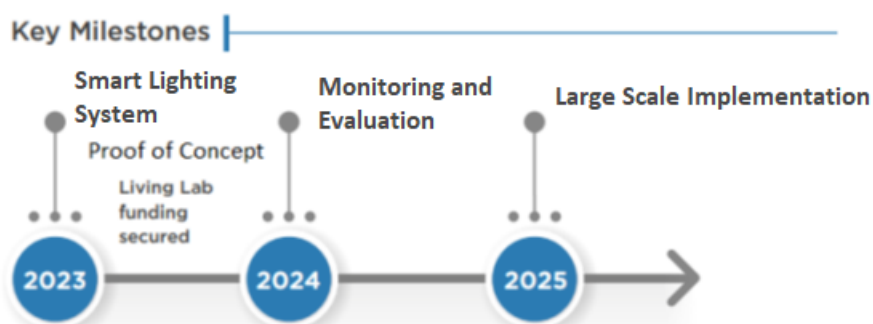 Key Milestones
Smart Lighting
System
Proof of Concept
Living Lab
funding
secured
Monitoring and
Evaluation
Large Scale Implementation
2023
2024
2025